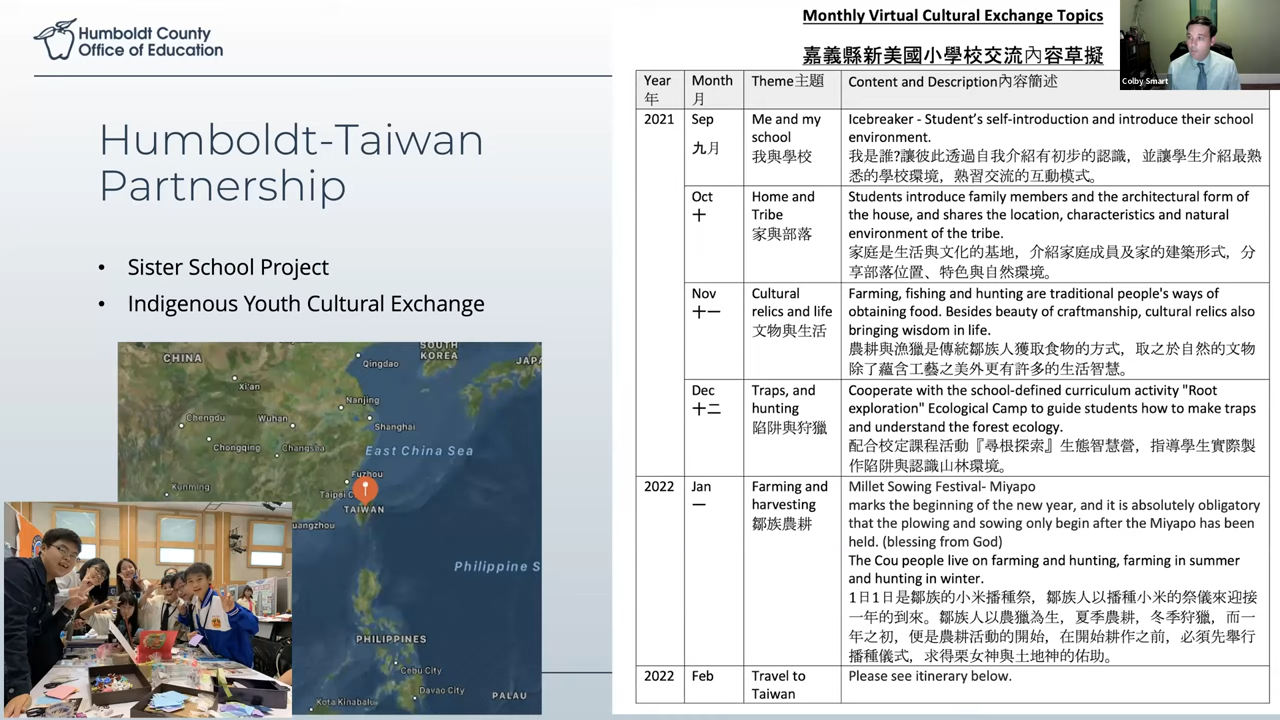 Humboldt County
Office of Education
Humboldt-Taiwan
Partnership
• Sister School Project
• Indigenous Youth Cultural Exchange
CHINA
SOUTH
KOREA
Qingdao
Xi'an
Nanjing
Chengdu
Wuhan
Shanghai
Chongqing
Changsha
East China Sea
Fuzhou
Kunming
Taipei C
TAIWAN
uangzhou
Philippine S
PHILIPPINES
Cebu City
Davao City
PALAU
Kota Kinabalu
Monthly Virtual Cultural Exchange Topics
嘉義縣新美國小學校交流內容草擬
Colby Smart
Year
年
Month
月
Theme主題
Content and Description內容簡述
2021
Sep
九月
Me and my
school
我與學校
Icebreaker - Student’s self-introduction and introduce their school
environment.
我是誰?讓彼此透過自我介紹有初步的認識，並讓學生介紹最熟
悉的學校環境，熟習交流的互動模式。
Oct
十
Home and
Tribe
家與部落
Students introduce family members and the architectural form of
the house, and shares the location, characteristics and natural
environment of the tribe.
家庭是生活與文化的基地，介紹家庭成員及家的建築形式，分
享部落位置、特色與自然環境。
Nov
十一
Cultural
relics and life
文物與生活
Farming, fishing and hunting are traditional people's ways of
obtaining food. Besides beauty of craftmanship, cultural relics also
bringing wisdom in life.
農耕與漁獵是傳統鄒族人獲取食物的方式，取之於自然的文物
除了蘊含工藝之美外更有許多的生活智慧。
Dec
十二
Traps, and
hunting
陷阱與狩獵
Cooperate with the school-defined curriculum activity "Root
exploration" Ecological Camp to guide students how to make traps
and understand the forest ecology.
配合校定課程活動『尋根探索』生態智慧營，指導學生實際製
作陷阱與認識山林環境。
2022
Jan
一
Farming and
harvesting
鄒族農耕
Millet Sowing Festival- Miyapo
marks the beginning of the new year, and it is absolutely obligatory
that the plowing and sowing only begin after the Miyapo has been
held. (blessing from God)
The Cou people live on farming and hunting, farming in summer
and hunting in winter.
1日1日是鄒族的小米播種祭，鄒族人以播種小米的祭儀來迎接
一年的到來。鄒族人以農獵為生，夏季農耕，冬季狩獵，而一
年之初，便是農耕活動的開始，在開始耕作之前，必須先舉行
播種儀式，求得粟女神與土地神的佑助。
2022
Feb
Travel to
Taiwan
Please see itinerary below.